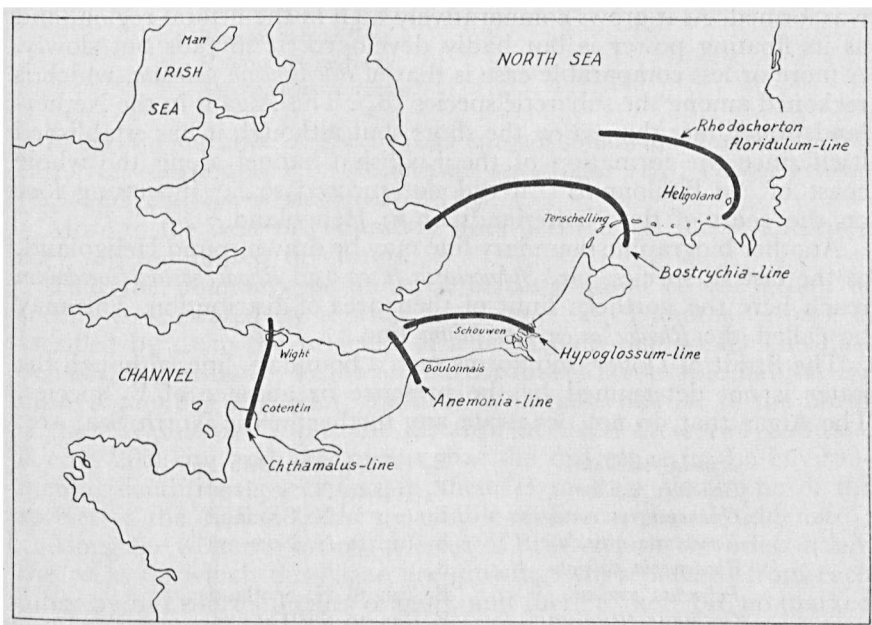 Man
IRISH
SEA
NORTH SEA
Rhodochorton
floridulum-line
Heligoland
Terschelling
Bostrychia-line
Schouwen
Hypoglossum-line
Wight
Boulonnais
CHANNEL
Anemonia-line
Cotentin
Chthamalus-line